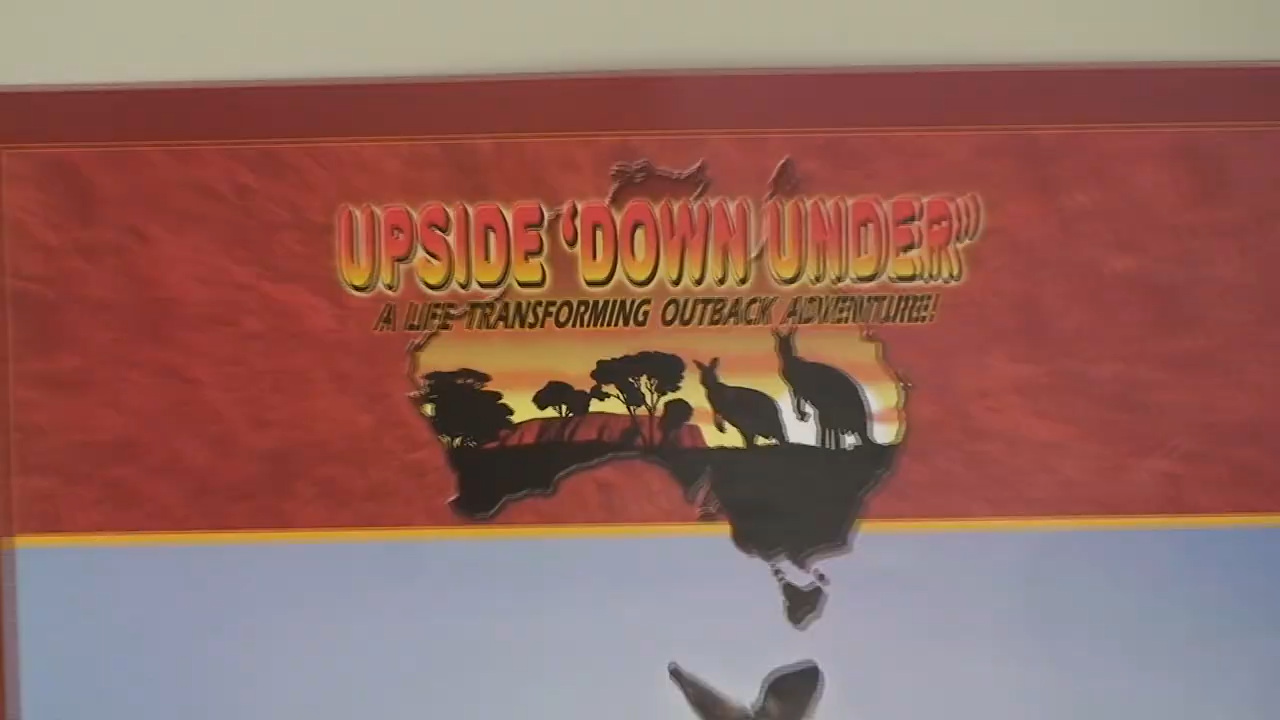 UPSIDE 'DOWN UNDER"
A LIFE-TRANSFORMING OUTBACK ADVENTURE!